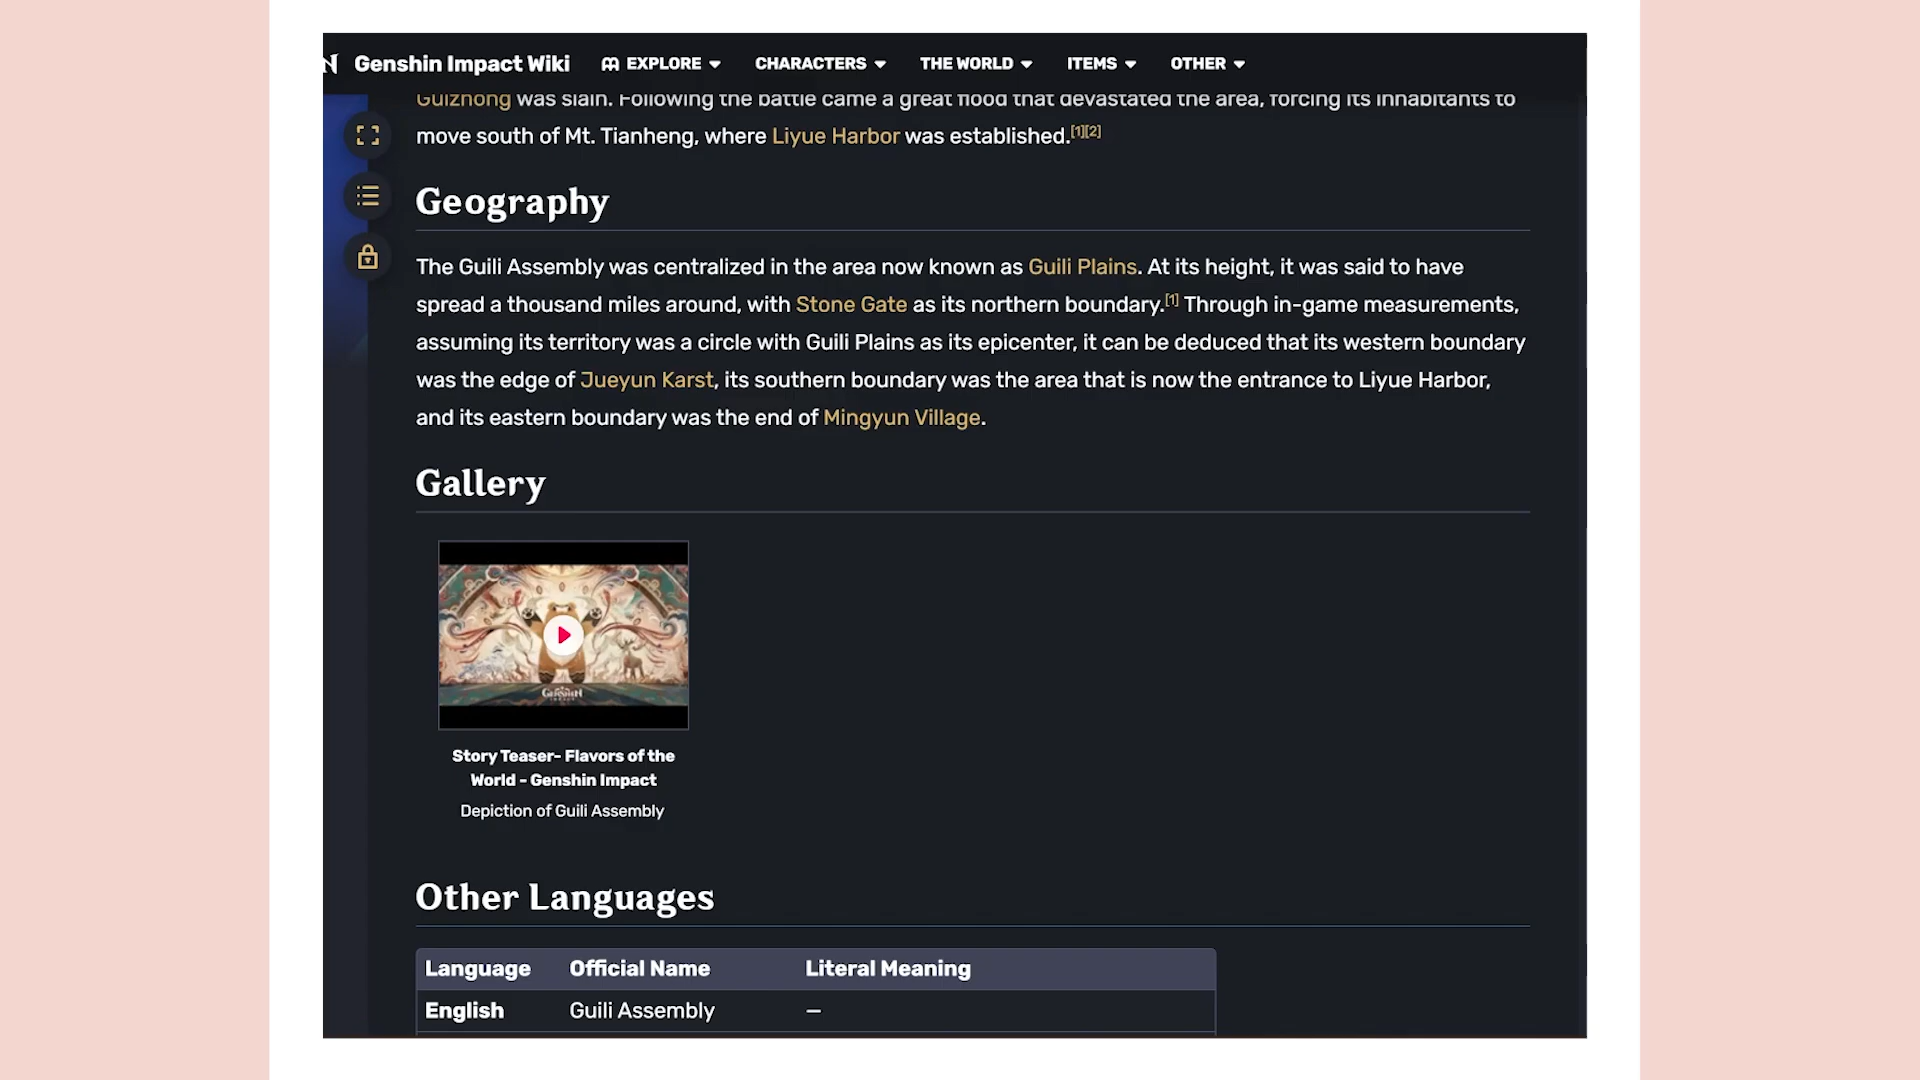 Genshin Impact Wiki EXPLORE CHARACTERS THE WORLD ITEMS OTHER
Guizhong was slain. Following the battle came a great flood that devastated the area, forcing its inhabitants to
move south of Mt. Tianheng, where Liyue Harbor was established.[1][2]
Geography
The Guili Assembly was centralized in the area now known as Guili Plains. At its height, it was said to have
spread a thousand miles around, with Stone Gate as its northern boundary.[1] Through in-game measurements,
assuming its territory was a circle with Guili Plains as its epicenter, it can be deduced that its western boundary
was the edge of Jueyun Karst, its southern boundary was the area that is now the entrance to Liyue Harbor,
and its eastern boundary was the end of Mingyun Village.
Gallery
GENSHIN
IMPACT
Story Teaser- Flavors of the
World - Genshin Impact
Depiction of Guili Assembly
Other Languages
Language Official Name Literal Meaning
English Guili Assembly —